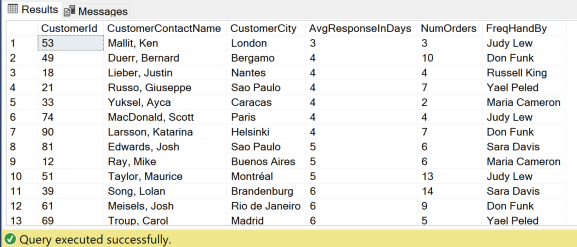 Results Messages
CustomerId CustomerContactName CustomerCity AvgResponseInDays NumOrders FreqHandBy
1 53 Mallit, Ken London 3 3 Judy Lew
2 49 Duerr, Bernard Bergamo 4 10 Don Funk
3 18 Lieber, Justin Nantes 4 4 Russell King
4 21 Russo, Giuseppe Sao Paulo 4 7 Yael Peled
5 33 Yuksel, Ayca Caracas 4 2 Maria Cameron
6 74 MacDonald, Scott Paris 4 4 Judy Lew
7 90 Larsson, Katarina Helsinki 4 7 Don Funk
8 81 Edwards, Josh Sao Paulo 5 6 Sara Davis
9 12 Ray, Mike Buenos Aires 5 6 Maria Cameron
10 51 Taylor, Maurice Montréal 5 13 Judy Lew
11 39 Song, Lolan Brandenburg 6 14 Sara Davis
12 61 Meisels, Josh Rio de Janeiro 6 9 Don Funk
13 69 Troup, Carol Madrid 6 5 Yael Peled
Query executed successfully.